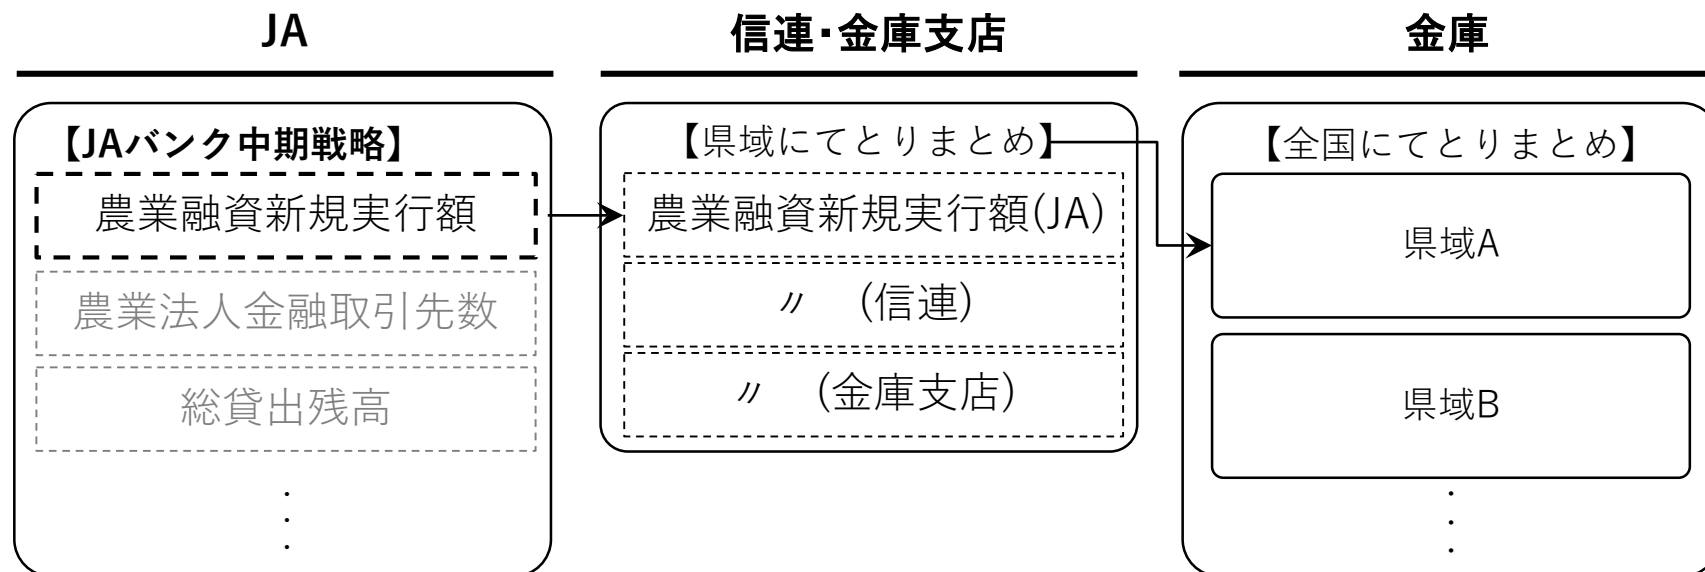 JA
【JAバンク中期戦略】
農業融資新規実行額
農業法人金融取引先数
総貸出残高
・
・
・
信連・金庫支店
【県域にてとりまとめ】
農業融資新規実行額(JA)
〃 (信連)
〃 (金庫支店)
金庫
【全国にてとりまとめ】
県域A
県域B
・
・
・